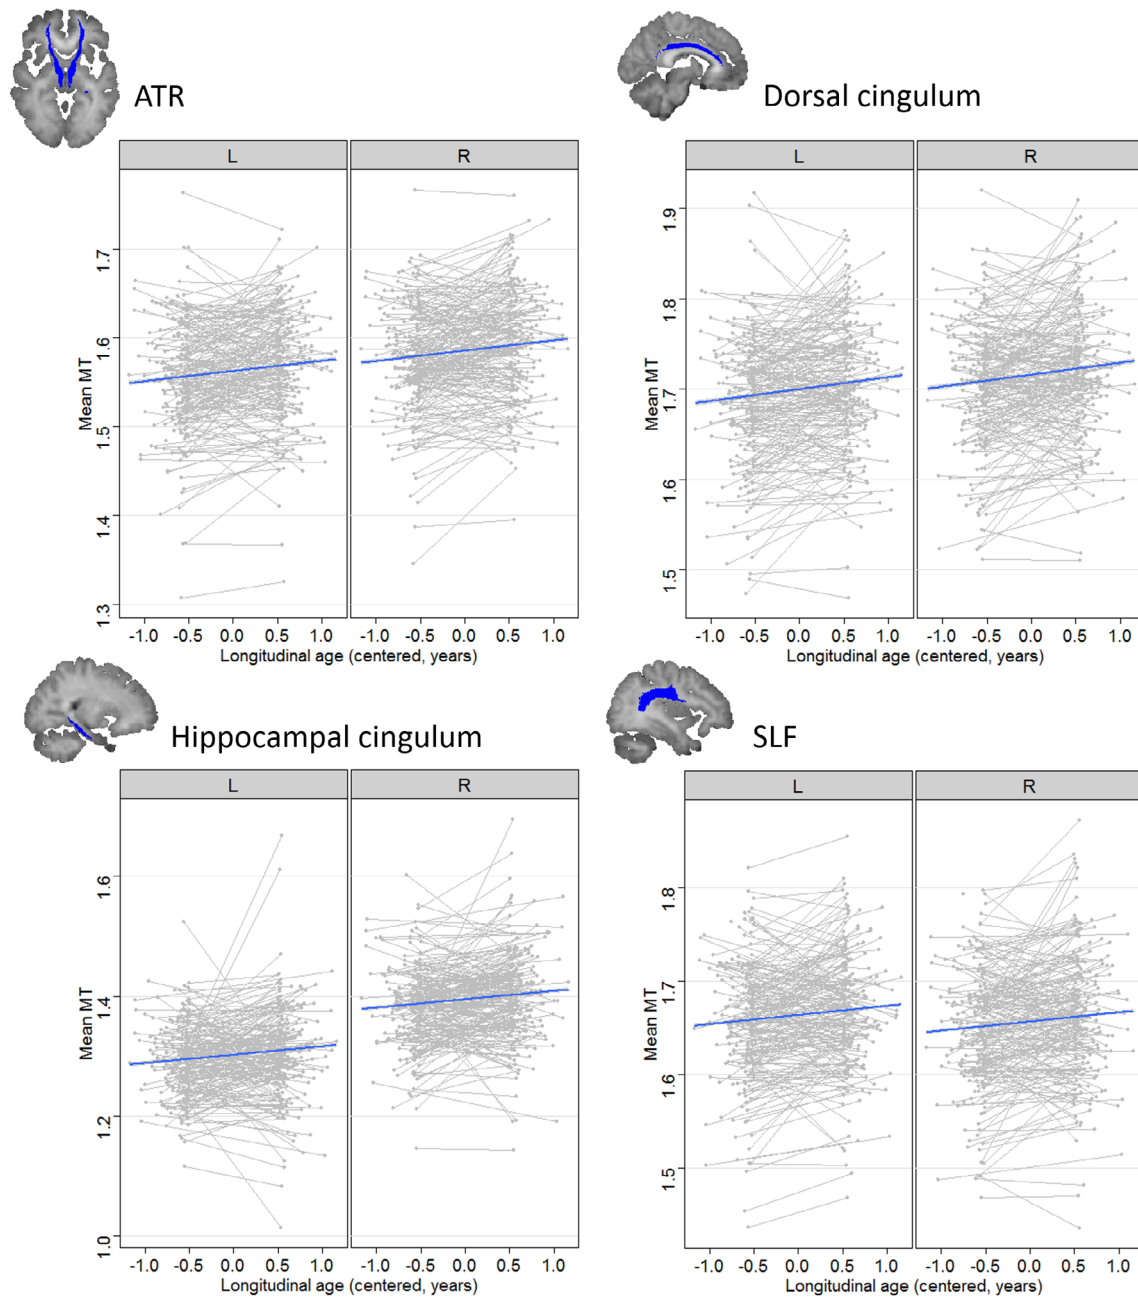 ATR
Dorsal cingulum
L R
L R
1.7
1.6
1.5
1.4
1.3
Mean MT
1.9
1.8
1.7
1.6
1.5
Mean MT
-1.0 -0.5 0.0 0.5 1.0 -1.0 -0.5 0.0 0.5 1.0
Longitudinal age (centered, years)
-1.0 -0.5 0.0 0.5 1.0 -1.0 -0.5 0.0 0.5 1.0
Longitudinal age (centered, years)
Hippocampal cingulum
SLF
L R
L R
1.6
1.4
1.2
1.0
Mean MT
1.8
1.7
1.6
1.5
Mean MT
-1.0 -0.5 0.0 0.5 1.0 -1.0 -0.5 0.0 0.5 1.0
Longitudinal age (centered, years)
-1.0 -0.5 0.0 0.5 1.0 -1.0 -0.5 0.0 0.5 1.0
Longitudinal age (centered, years)